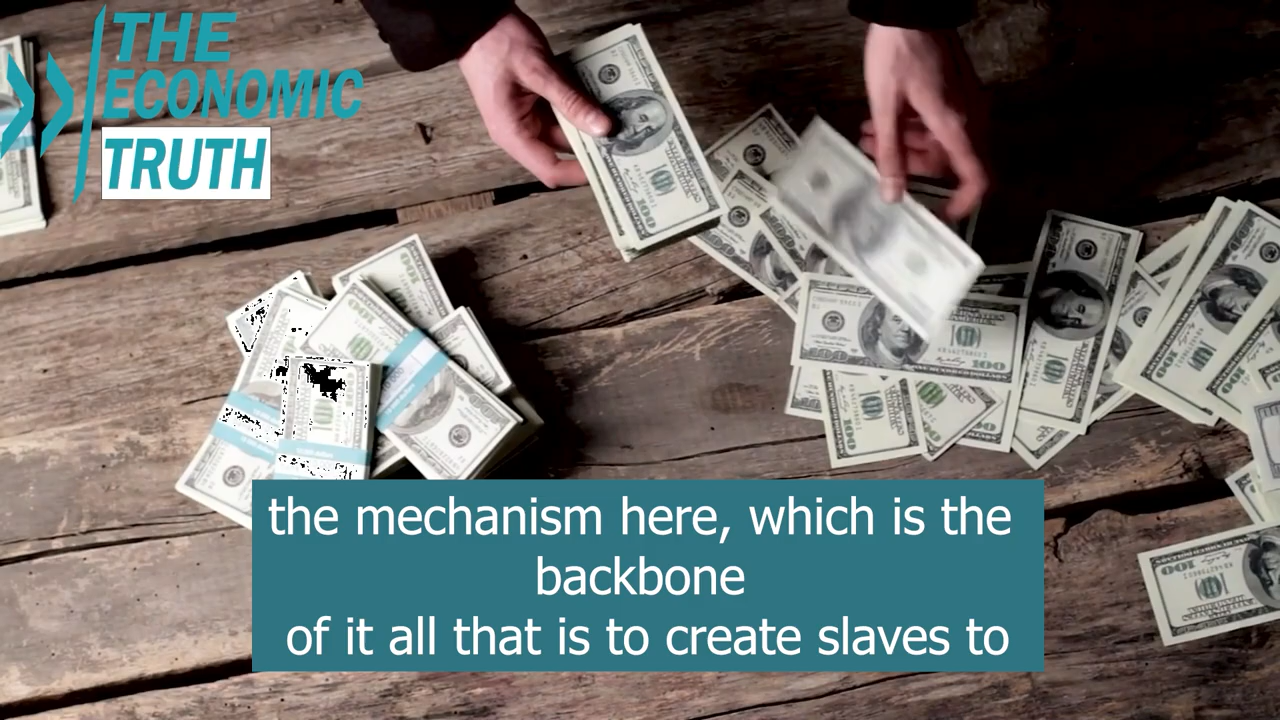 THE
ECONOMIC
TRUTH
the mechanism here, which is the
backbone
of it all that is to create slaves to